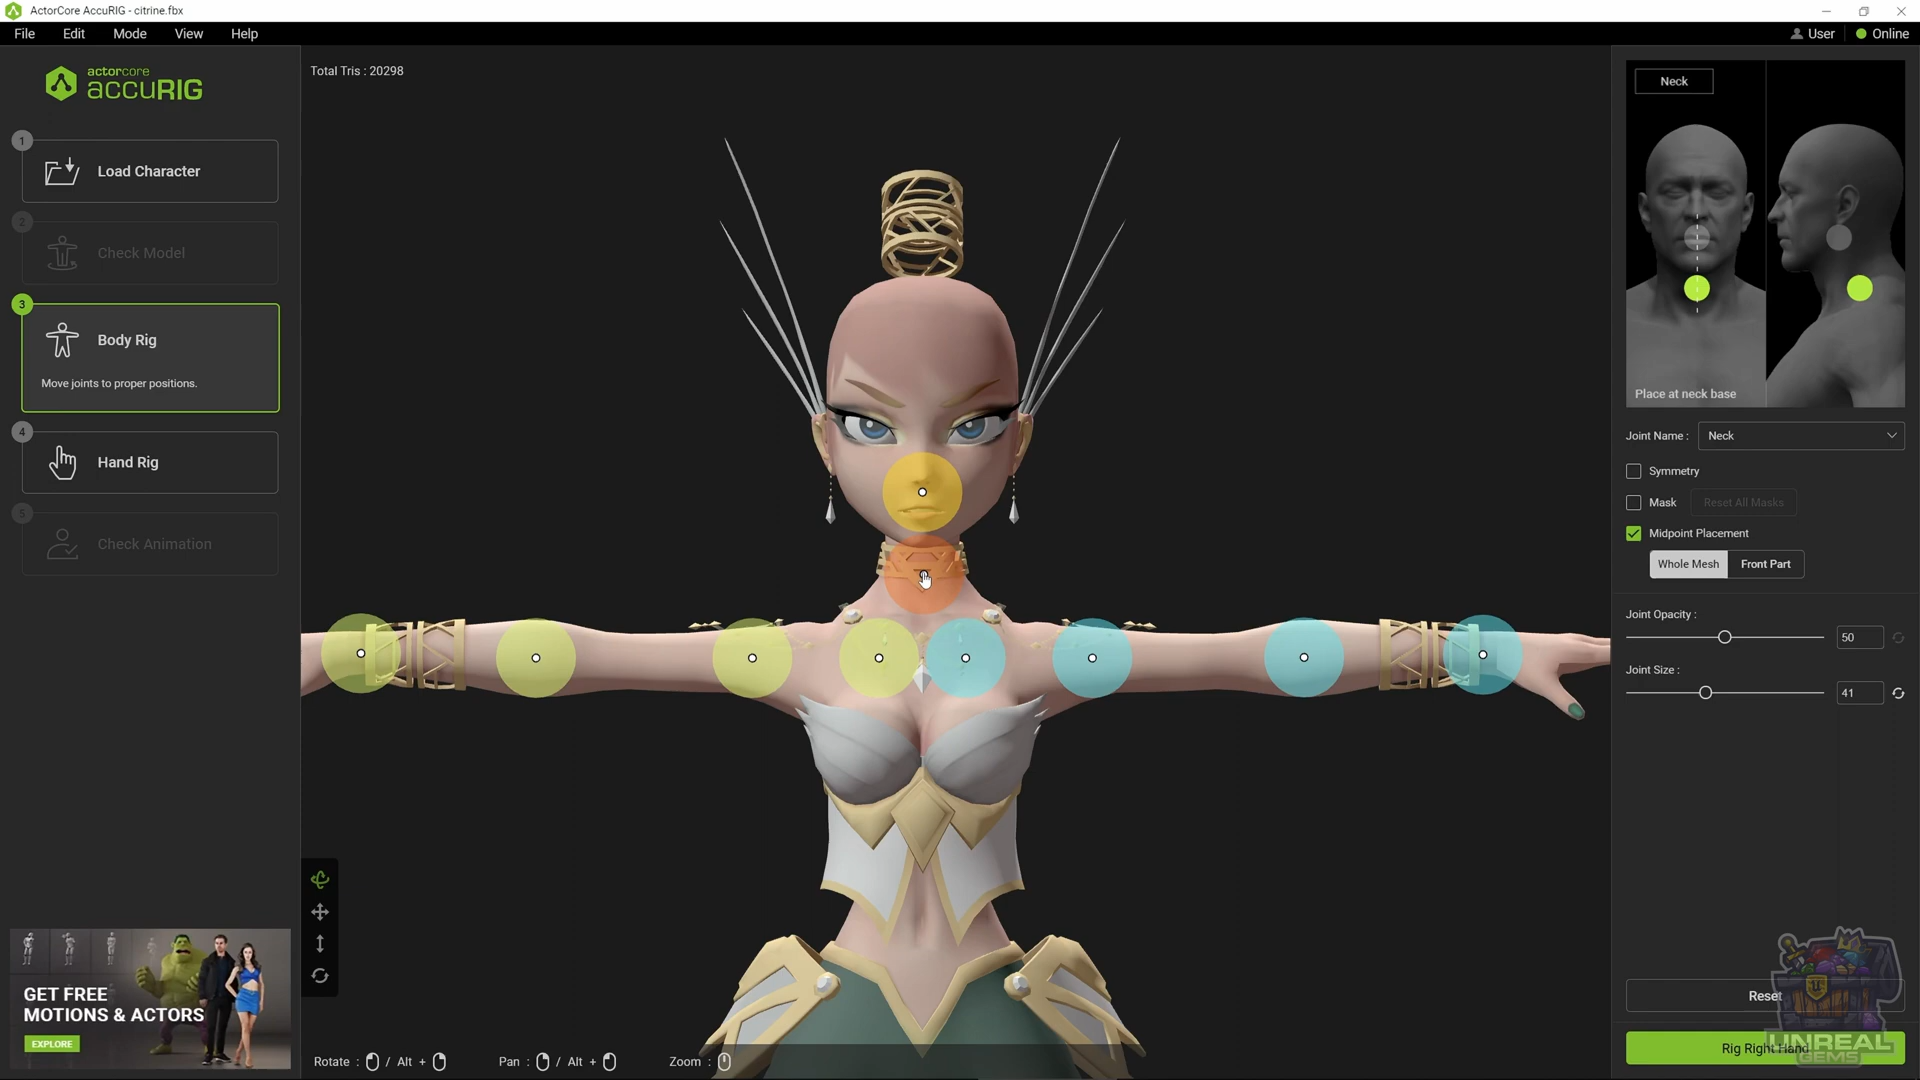 ActorCore AccuRIG - citrine.fbx
File Edit Mode View Help
User Online
actorcore
accuRIG
1
Load Character
2
Check Model
3
Body Rig
Move joints to proper positions.
4
Hand Rig
5
Check Animation
GET FREE
MOTIONS & ACTORS
EXPLORE
Total Tris : 20298
Rotate : / Alt + Pan : / Alt + Zoom :
Neck
Place at neck base
Joint Name : Neck
Symmetry
Mask Reset All Masks
Midpoint Placement
Whole Mesh Front Part
Joint Opacity :
50
Joint Size :
41
Reset
Rig Right Hand
UNREAL
GEMS